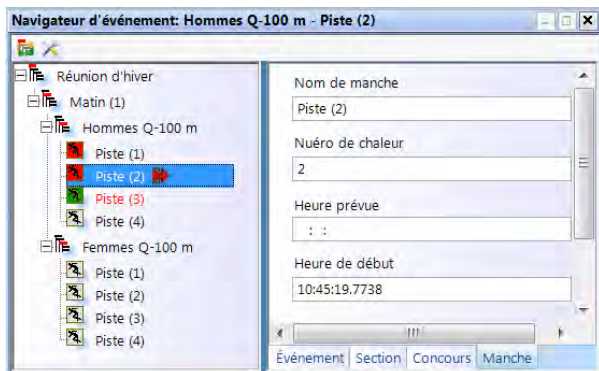 Navigateur d'événement: Hommes Q-100 m - Piste (2)
Réunion d'hiver
Matin (1)
Hommes Q-100 m
Piste (1)
Piste (2)
Piste (3)
Piste (4)
Femmes Q-100 m
Piste (1)
Piste (2)
Piste (3)
Piste (4)
Nom de manche
Piste (2)
Nuéro de chaleur
2
Heure prévue
: :
Heure de début
10:45:19.7738
Événement Section Concours Manche